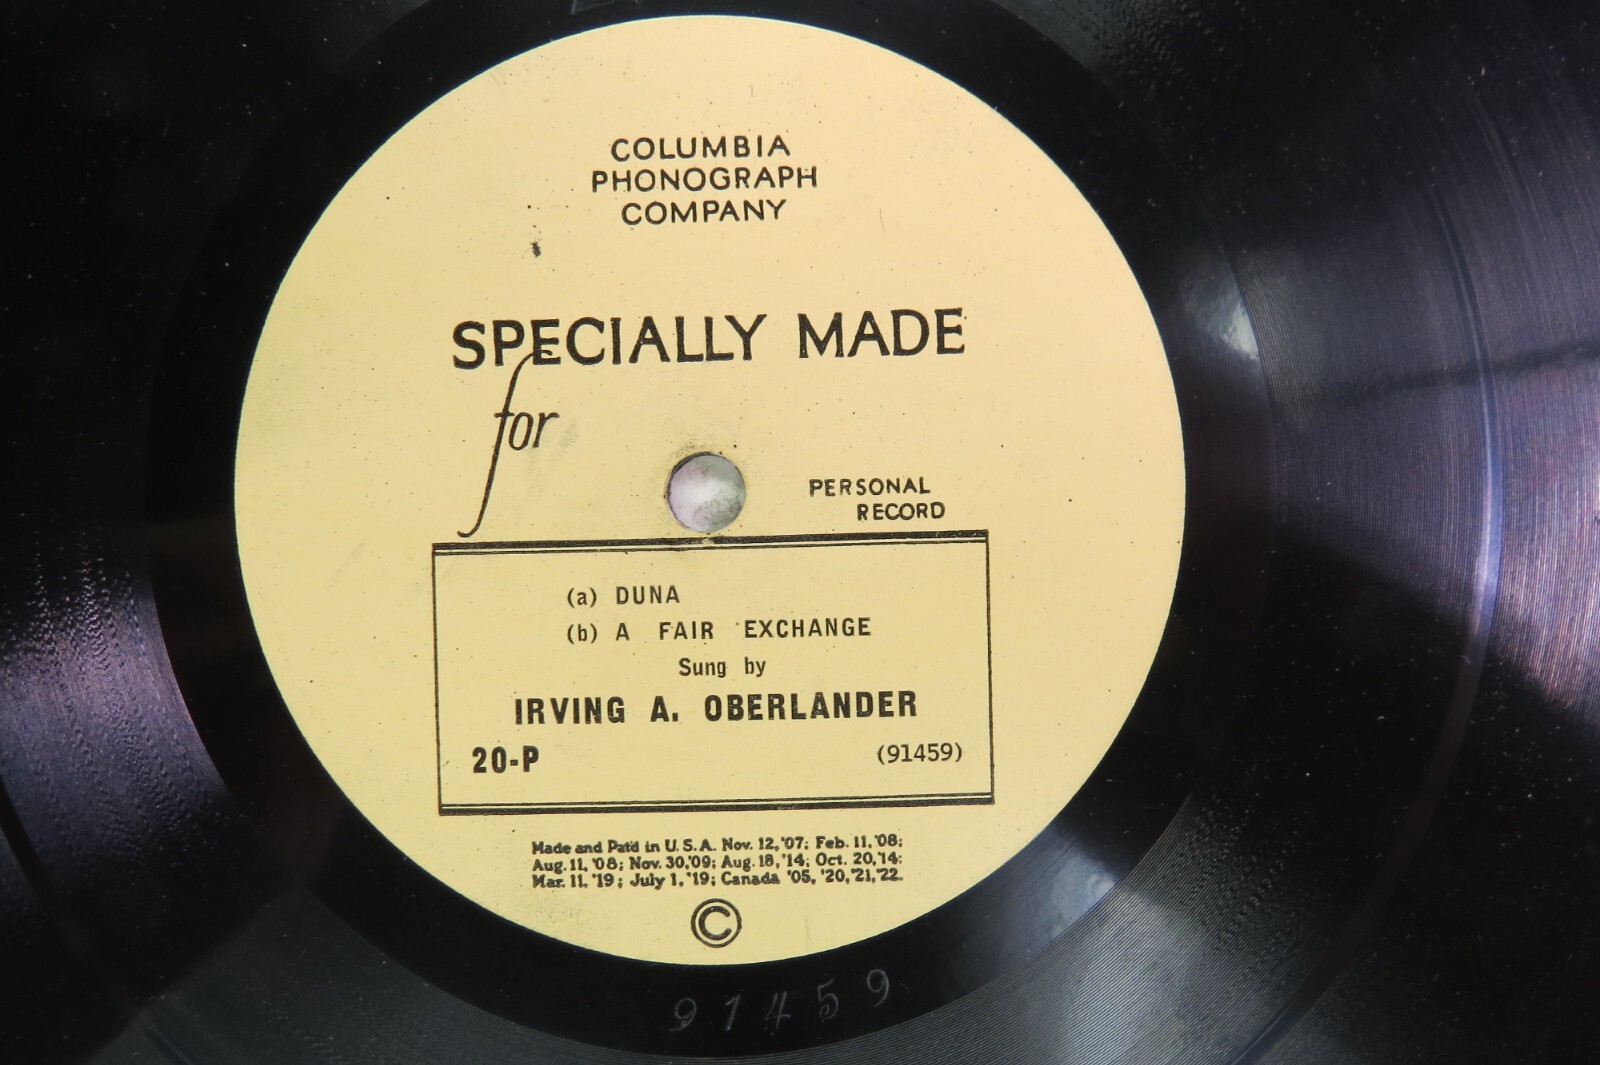 COLUMBIA
PHONOGRAPH
COMPANY
SPECIALLY MADE
for
PERSONAL
RECORD
(a) DUNA
(b) A FAIR EXCHANGE
Sung by
IRVING A. OBERLANDER
20-P (91459)
Made and Pat'd in U.S.A. Nov. 12, '07; Feb. 11, '08;
Aug. 11, '08; Nov. 30, '09; Aug. 18, '14; Oct. 20, '14;
Mar. 11, '19; July 1, '19; Canada '05, '20, '21, '22.
©
91459